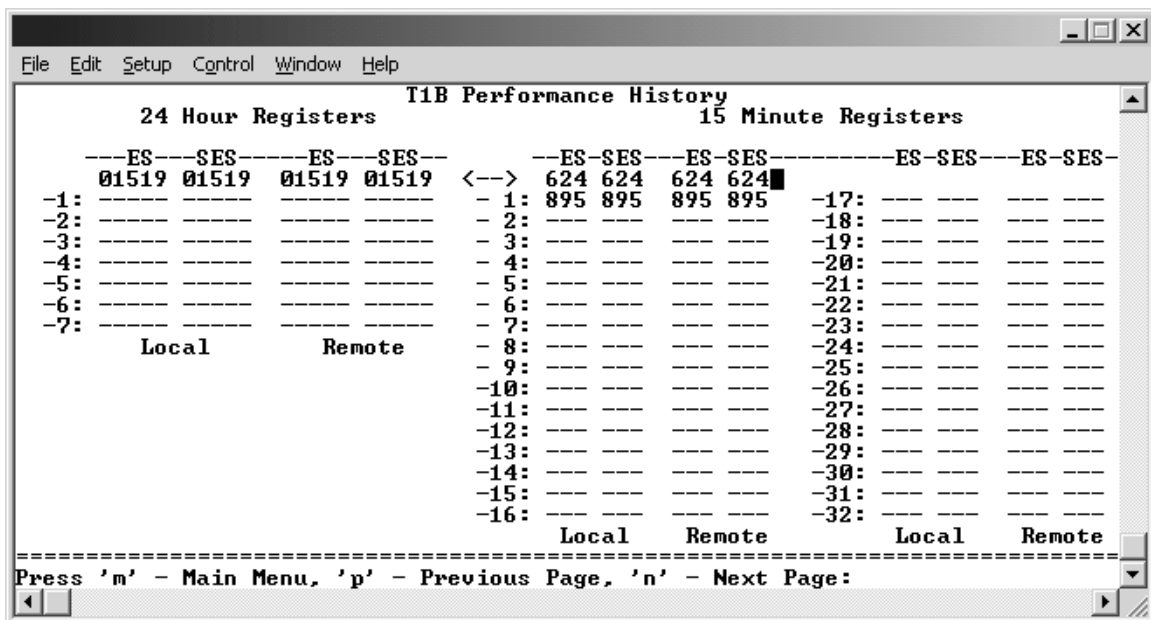 File Edit Setup Control Window Help
T1B Performance History
24 Hour Registers 15 Minute Registers
---ES---SES------ES---SES-- --ES-SES---ES-SES----------ES-SES---ES-SES-
01519 01519 01519 01519 <--> 624 624 624 624
-1: ----- ----- ----- ----- - 1: 895 895 895 895 -17: --- --- --- ---
-2: ----- ----- ----- ----- - 2: --- --- --- --- -18: --- --- --- ---
-3: ----- ----- ----- ----- - 3: --- --- --- --- -19: --- --- --- ---
-4: ----- ----- ----- ----- - 4: --- --- --- --- -20: --- --- --- ---
-5: ----- ----- ----- ----- - 5: --- --- --- --- -21: --- --- --- ---
-6: ----- ----- ----- ----- - 6: --- --- --- --- -22: --- --- --- ---
-7: ----- ----- ----- ----- - 7: --- --- --- --- -23: --- --- --- ---
Local Remote - 8: --- --- --- --- -24: --- --- --- ---
- 9: --- --- --- --- -25: --- --- --- ---
-10: --- --- --- --- -26: --- --- --- ---
-11: --- --- --- --- -27: --- --- --- ---
-12: --- --- --- --- -28: --- --- --- ---
-13: --- --- --- --- -29: --- --- --- ---
-14: --- --- --- --- -30: --- --- --- ---
-15: --- --- --- --- -31: --- --- --- ---
-16: --- --- --- --- -32: --- --- --- ---
Local Remote Local Remote
===============================================================================
Press 'm' - Main Menu, 'p' - Previous Page, 'n' - Next Page: